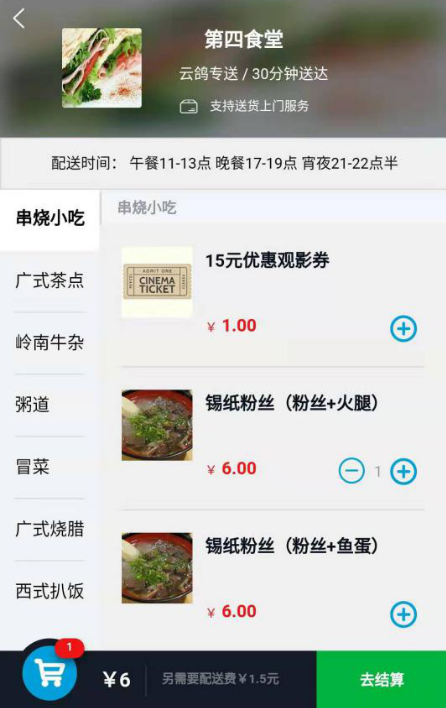 第四食堂
云鸽专送 / 30分钟送达
支持送货上门服务
配送时间： 午餐11-13点 晚餐17-19点 宵夜21-22点半
串烧小吃
广式茶点
岭南牛杂
粥道
冒菜
广式烧腊
西式扒饭
串烧小吃
ADMIT ONE
CINEMA
TICKET
15元优惠观影券
¥ 1.00
锡纸粉丝（粉丝+火腿）
¥ 6.00
1
锡纸粉丝（粉丝+鱼蛋）
¥ 6.00
1
¥6
另需要配送费¥1.5元
去结算